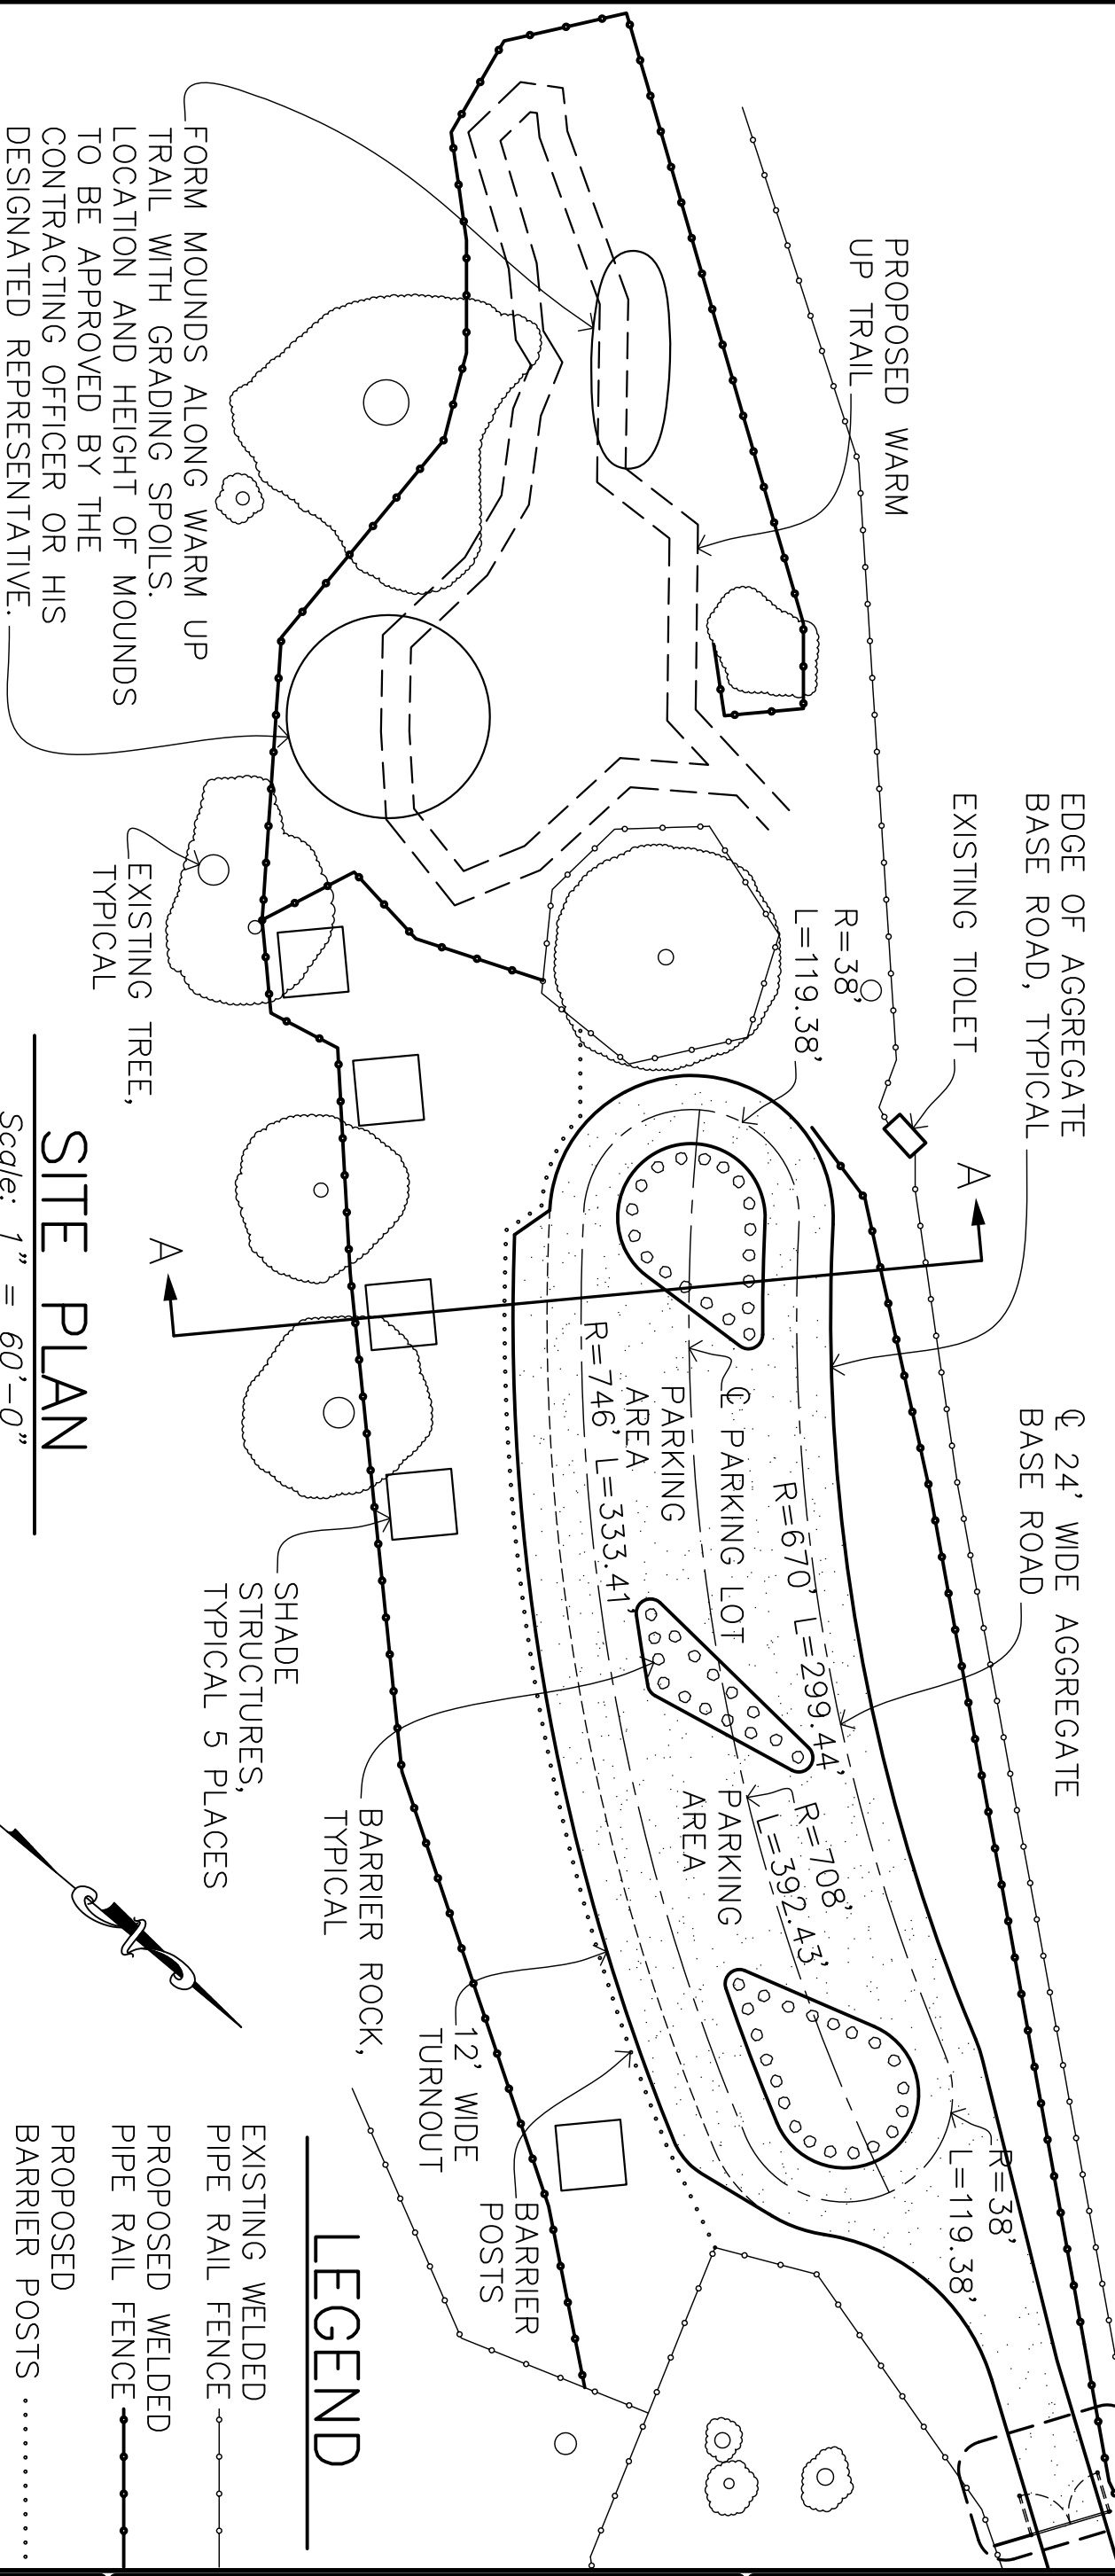 EDGE OF AGGREGATE
BASE ROAD, TYPICAL
℄ 24' WIDE AGGREGATE
BASE ROAD
EXISTING TIOLET
PROPOSED WARM
UP TRAIL
R=38'
L=119.38'
A
R=670' L=299.44'
R=708'
L=392.43'
R=38'
L=119.38'
℄ PARKING LOT
PARKING
AREA
PARKING
AREA
R=746' L=333.41'
FORM MOUNDS ALONG WARM UP
TRAIL WITH GRADING SPOILS.
LOCATION AND HEIGHT OF MOUNDS
TO BE APPROVED BY THE
CONTRACTING OFFICER OR HIS
DESIGNATED REPRESENTATIVE.
EXISTING TREE,
TYPICAL
A
SHADE
STRUCTURES,
TYPICAL 5 PLACES
BARRIER ROCK,
TYPICAL
12' WIDE
TURNOUT
BARRIER
POSTS
SITE PLAN
Scale: 1" = 60'-0"
LEGEND
EXISTING WELDED
PIPE RAIL FENCE
PROPOSED WELDED
PIPE RAIL FENCE
PROPOSED
BARRIER POSTS